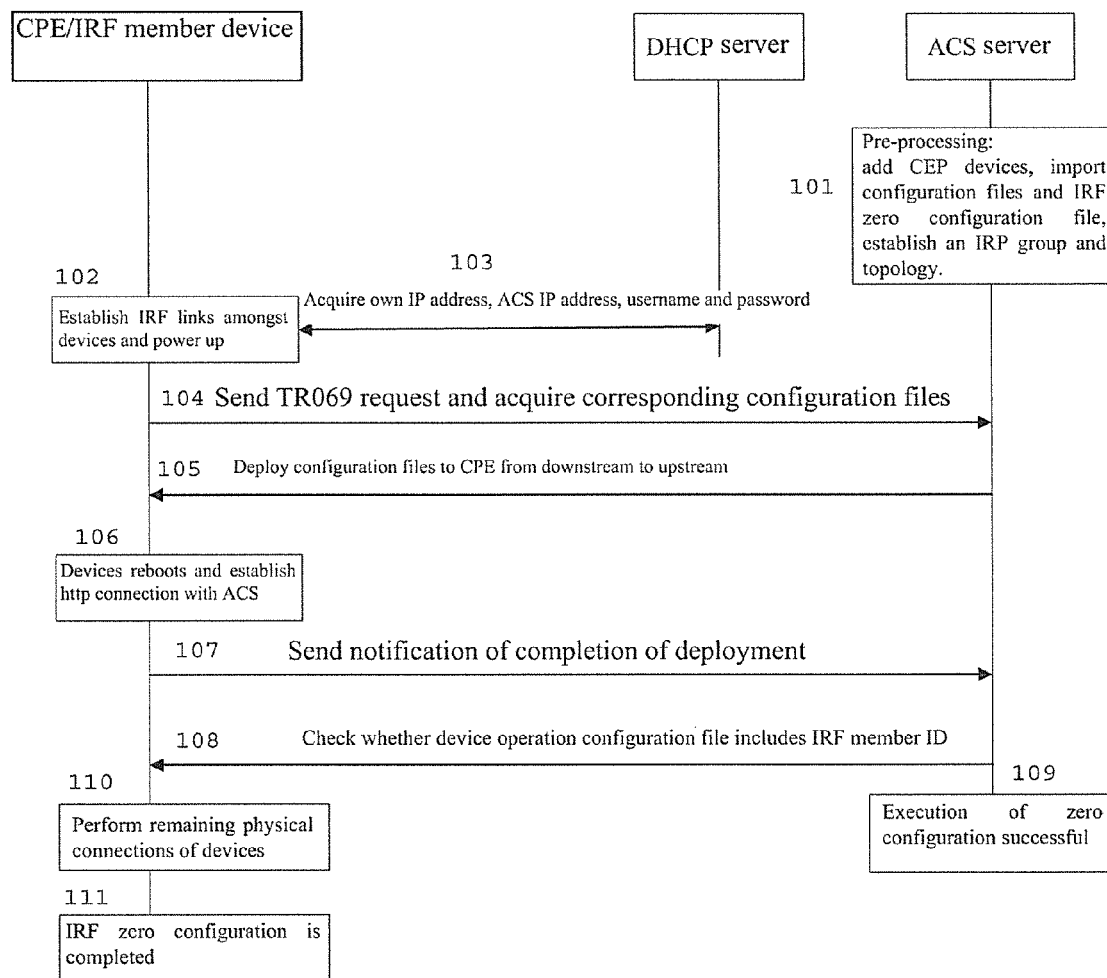 CPE/IRF member device
DHCP server
ACS server
101
Pre-processing:
add CEP devices, import
configuration files and IRF
zero configuration file,
establish an IRP group and
topology.
102
Establish IRF links amongst
devices and power up
103
Acquire own IP address, ACS IP address, username and password
104 Send TR069 request and acquire corresponding configuration files
105 Deploy configuration files to CPE from downstream to upstream
106
Devices reboots and establish
http connection with ACS
107 Send notification of completion of deployment
108 Check whether device operation configuration file includes IRF member ID
109
Execution of zero
configuration successful
110
Perform remaining physical
connections of devices
111
IRF zero configuration is
completed